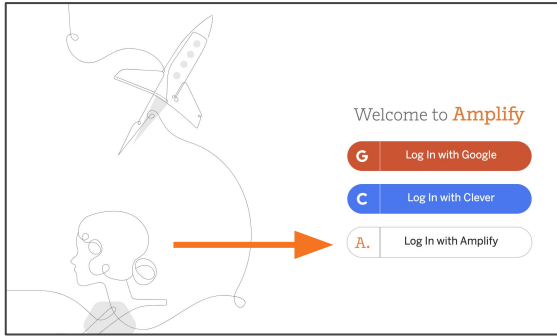 Welcome to Amplify
G Log In with Google
C Log In with Clever
A. Log In with Amplify